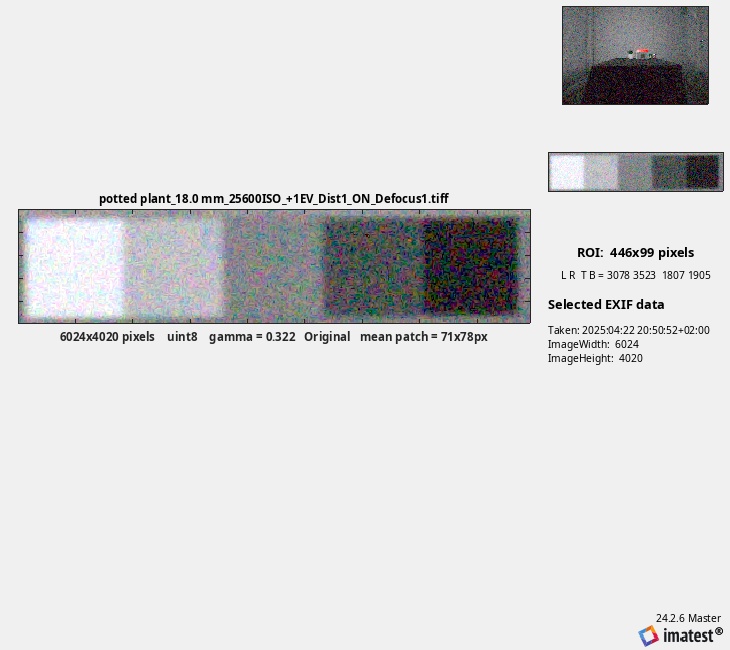 potted plant_18.0 mm_25600ISO_+1EV_Dist1_ON_Defocus1.tiff
6024x4020 pixels    uint8    gamma = 0.322   Original   mean patch = 71x78px
ROI:  446x99 pixels
L R  T B = 3078 3523  1807 1905
Selected EXIF data
Taken: 2025:04:22 20:50:52+02:00
ImageWidth:  6024
ImageHeight:  4020
24.2.6 Master
imatest®